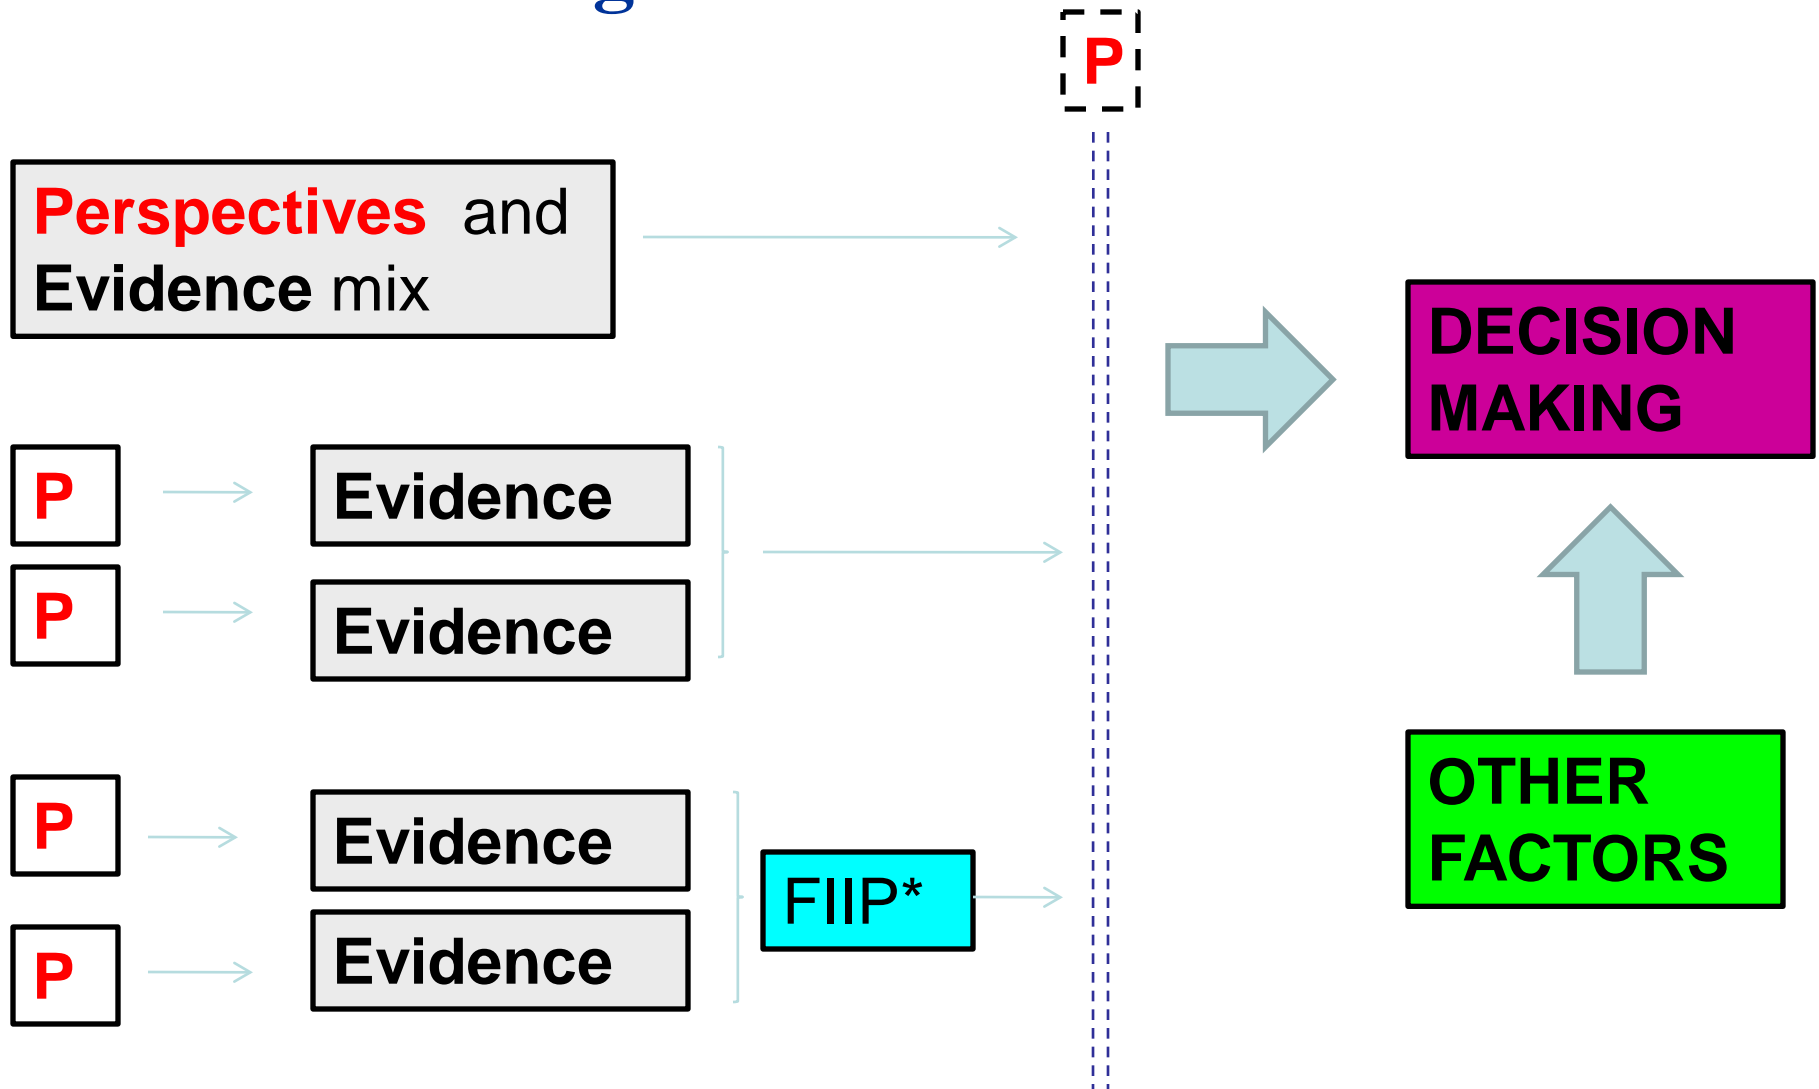 P
Perspectives and
Evidence mix
DECISION
MAKING
P
Evidence
P
Evidence
OTHER
FACTORS
P
Evidence
FIIP*
P
Evidence